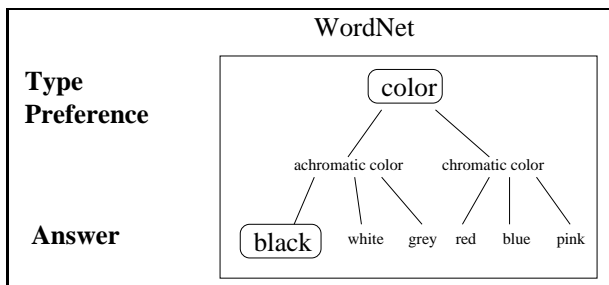 WordNet
Type
Preference
color
achromatic color chromatic color
Answer
black white grey red blue pink